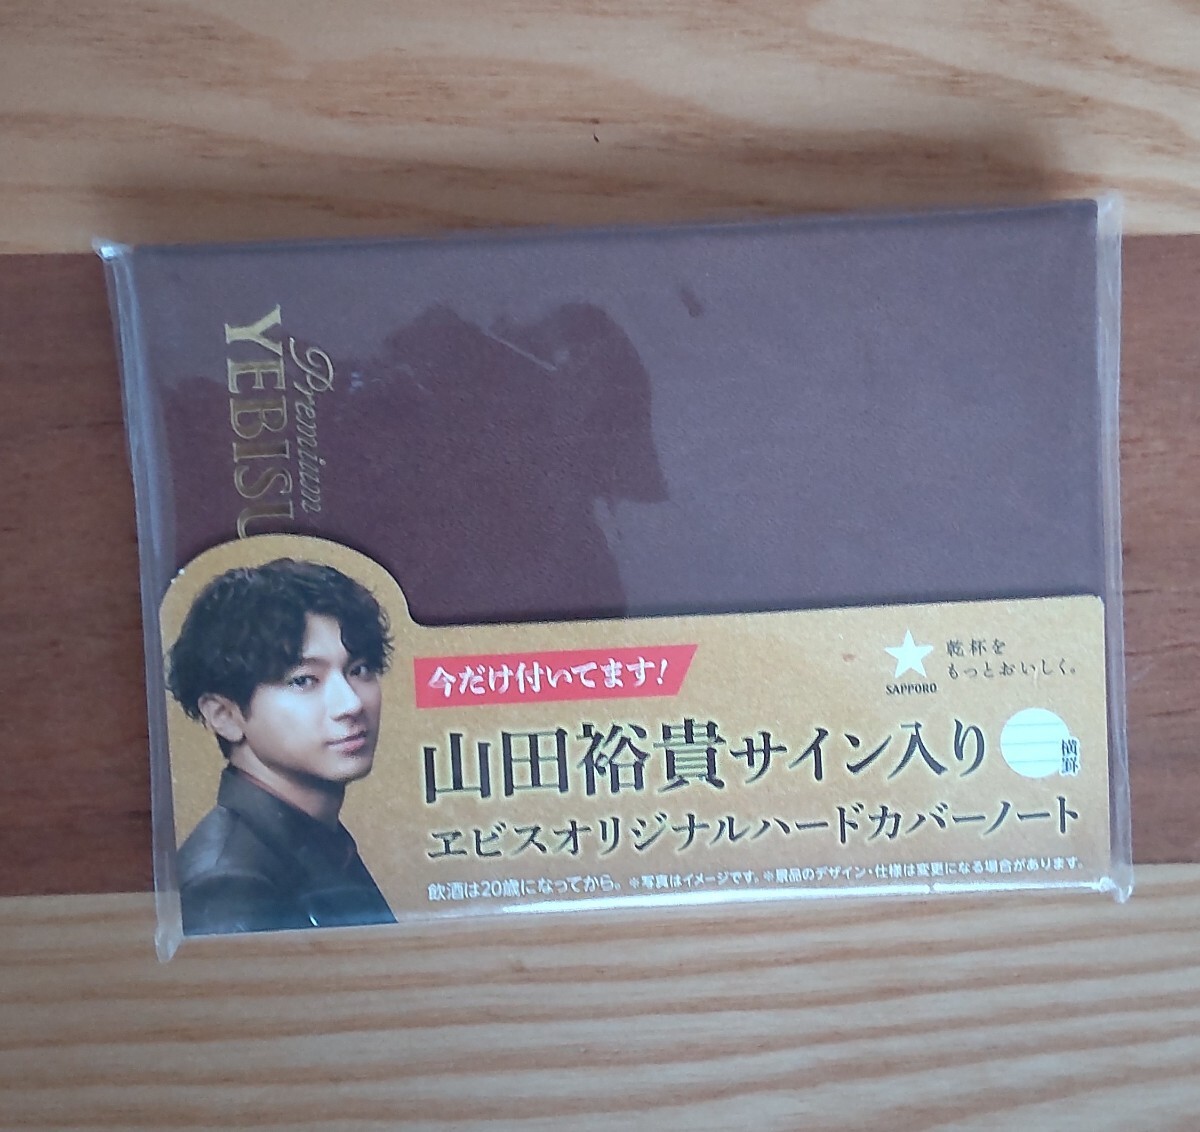 Premium
YEBISU
今だけ付いてます!
SAPPORO
乾杯を
もっとおいしく。
山田裕貴サイン入り
横罫
ヱビスオリジナルハードカバーノート
飲酒は20歳になってから。※写真はイメージです。※景品のデザイン・仕様は変更になる場合があります。